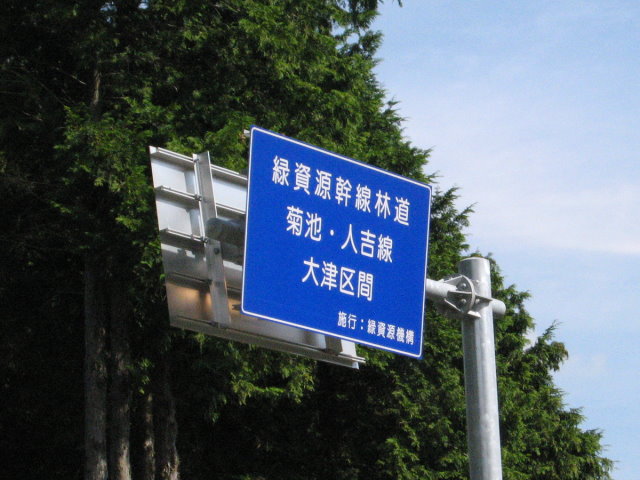 緑資源幹線林道
菊池・人吉線
大津区間
施行：緑資源機構